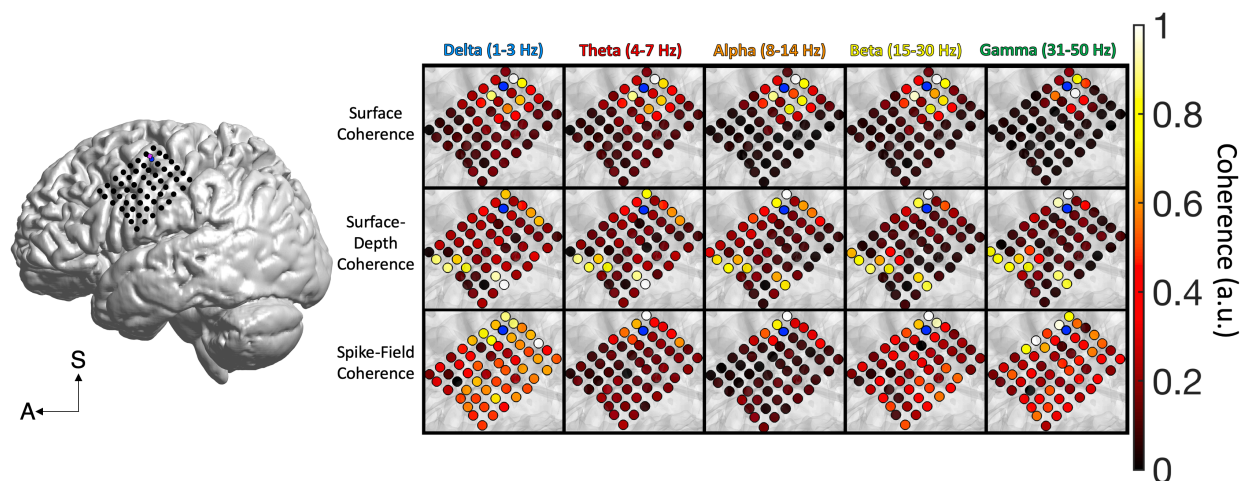 Delta (1-3 Hz) Theta (4-7 Hz) Alpha (8-14 Hz) Beta (15-30 Hz) Gamma (31-50 Hz)
Surface
Coherence
Surface-
Depth
Coherence
Spike-Field
Coherence
S
A
1
0.8
0.6
0.4
0.2
0
Coherence (a.u.)